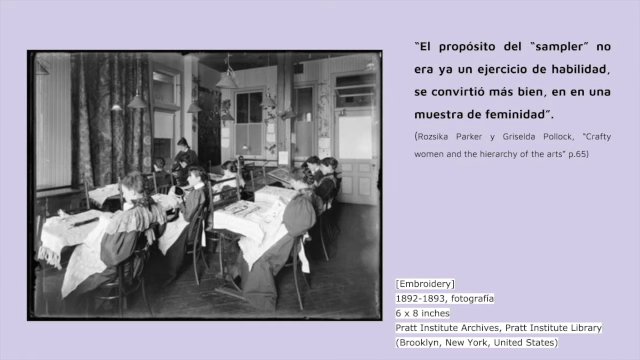 “El propósito del “sampler” no
era ya un ejercicio de habilidad,
se convirtió más bien, en en una
muestra de feminidad”.
(Rozsika Parker y Griselda Pollock, “Crafty
women and the hierarchy of the arts” p.65)
[Embroidery]
1892-1893, fotografía
6 x 8 inches
Pratt Institute Archives, Pratt Institute Library
(Brooklyn, New York, United States)